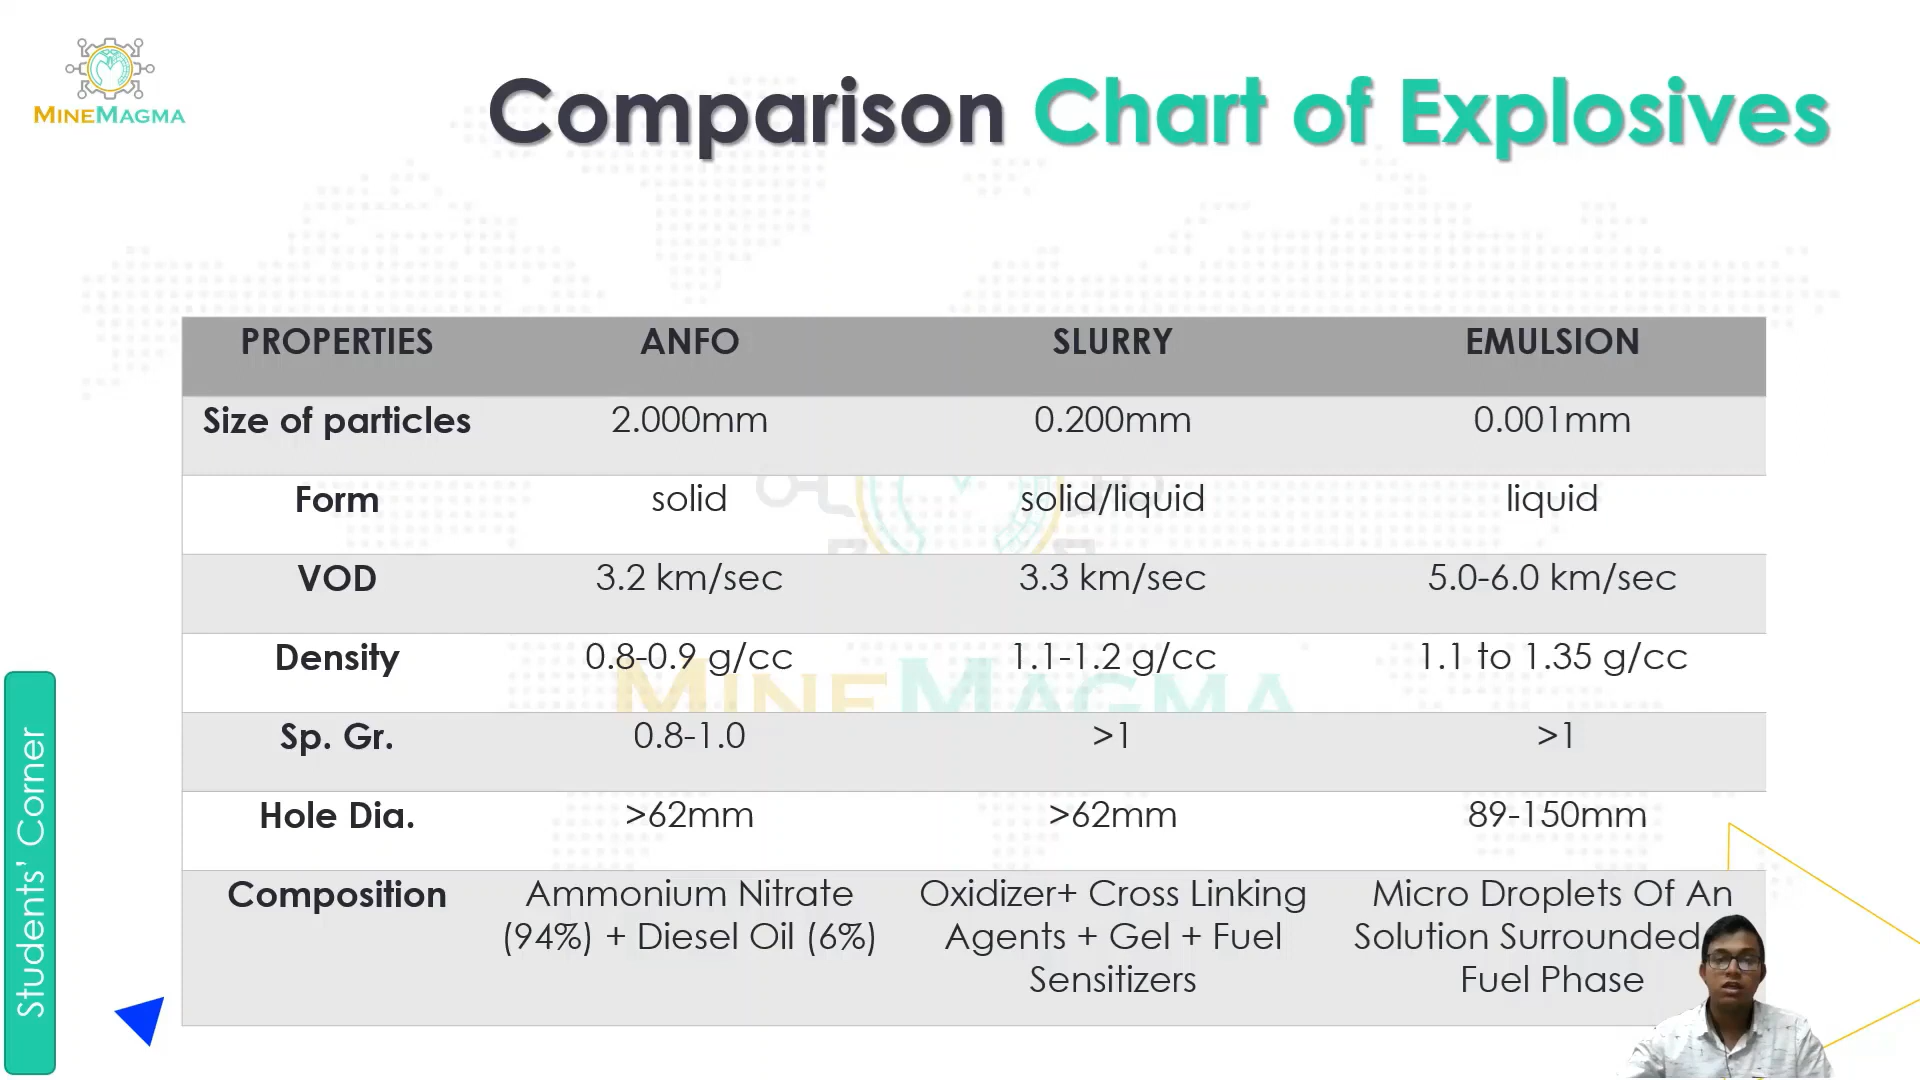 MINEMAGMA
Comparison Chart of Explosives
PROPERTIES ANFO SLURRY EMULSION
Size of particles 2.000mm 0.200mm 0.001mm
Form solid solid/liquid liquid
VOD 3.2 km/sec 3.3 km/sec 5.0-6.0 km/sec
Density 0.8-0.9 g/cc 1.1-1.2 g/cc 1.1 to 1.35 g/cc
MINEMAGMA
Sp. Gr. 0.8-1.0 >1 >1
Hole Dia. >62mm >62mm 89-150mm
Composition Ammonium Nitrate Oxidizer+ Cross Linking Micro Droplets Of An
(94%) + Diesel Oil (6%) Agents + Gel + Fuel Solution Surrounded
Sensitizers Fuel Phase
Students' Corner